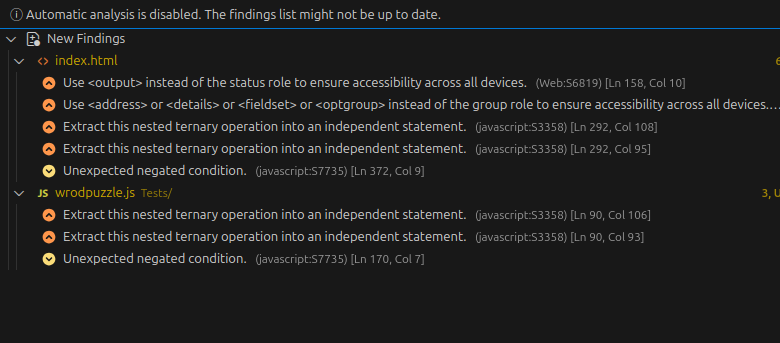 Automatic analysis is disabled. The findings list might not be up to date.
New Findings
<> index.html 6
Use <output> instead of the status role to ensure accessibility across all devices. (Web:S6819) [Ln 158, Col 10]
Use <address> or <details> or <fieldset> or <optgroup> instead of the group role to ensure accessibility across all devices....
Extract this nested ternary operation into an independent statement. (javascript:S3358) [Ln 292, Col 108]
Extract this nested ternary operation into an independent statement. (javascript:S3358) [Ln 292, Col 95]
Unexpected negated condition. (javascript:S7735) [Ln 372, Col 9]
JS wrodpuzzle.js Tests/ 3, U
Extract this nested ternary operation into an independent statement. (javascript:S3358) [Ln 90, Col 106]
Extract this nested ternary operation into an independent statement. (javascript:S3358) [Ln 90, Col 93]
Unexpected negated condition. (javascript:S7735) [Ln 170, Col 7]